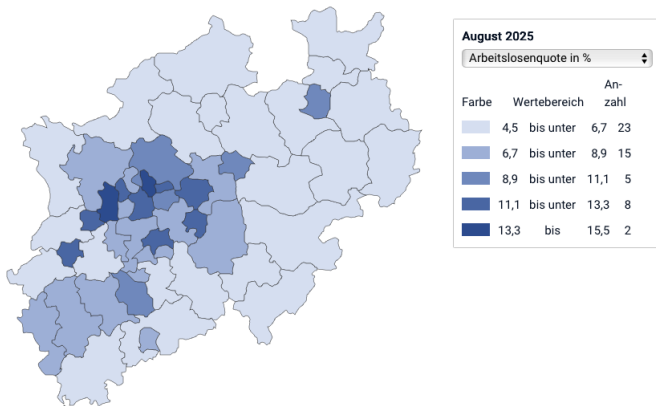 August 2025
Arbeitslosenquote in %
Farbe Wertebereich An-
zahl
4,5 bis unter 6,7 23
6,7 bis unter 8,9 15
8,9 bis unter 11,1 5
11,1 bis unter 13,3 8
13,3 bis 15,5 2